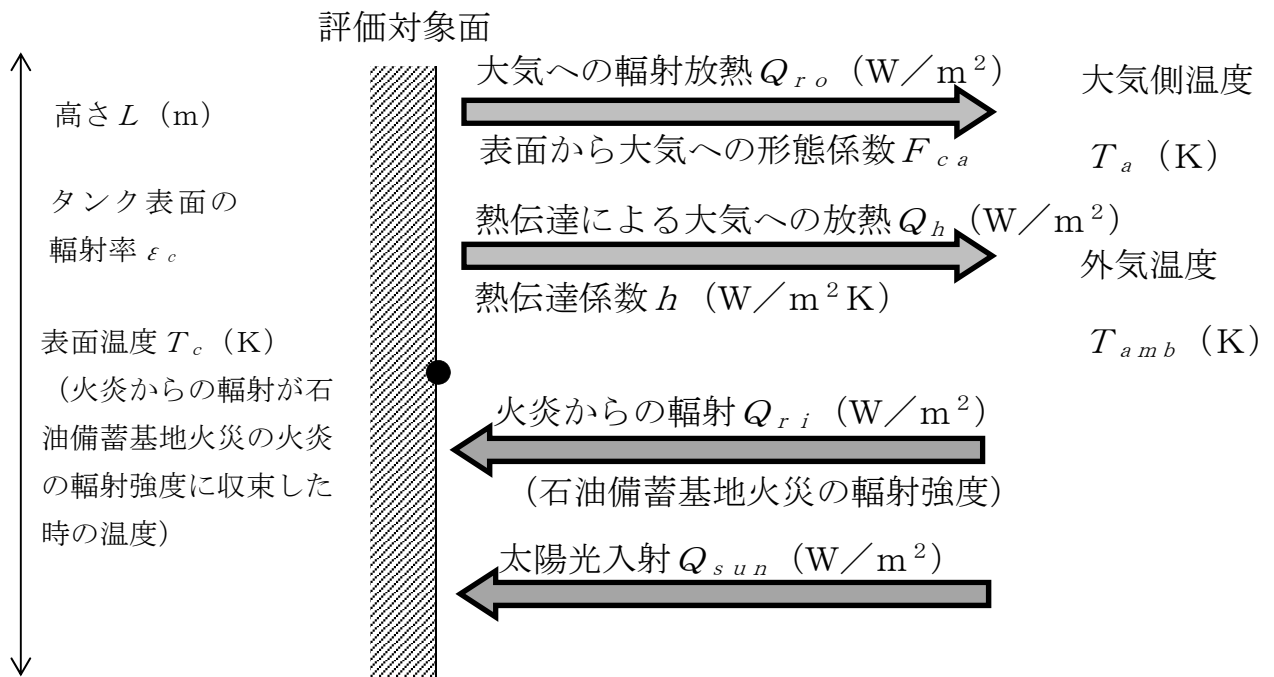 評価対象面
高さL（m）
タンク表面の
輻射率εc
表面温度Tc（K）
（火炎からの輻射が石
油備蓄基地火災の火炎
の輻射強度に収束した
時の温度）
大気への輻射放熱Qro（W／m²）
表面から大気への形態係数Fca
大気側温度
Ta（K）
熱伝達による大気への放熱Qh（W／m²）
熱伝達係数h（W／m²K）
外気温度
Tamb（K）
火炎からの輻射Qri（W／m²）
（石油備蓄基地火災の輻射強度）
太陽光入射Qsun（W／m²）